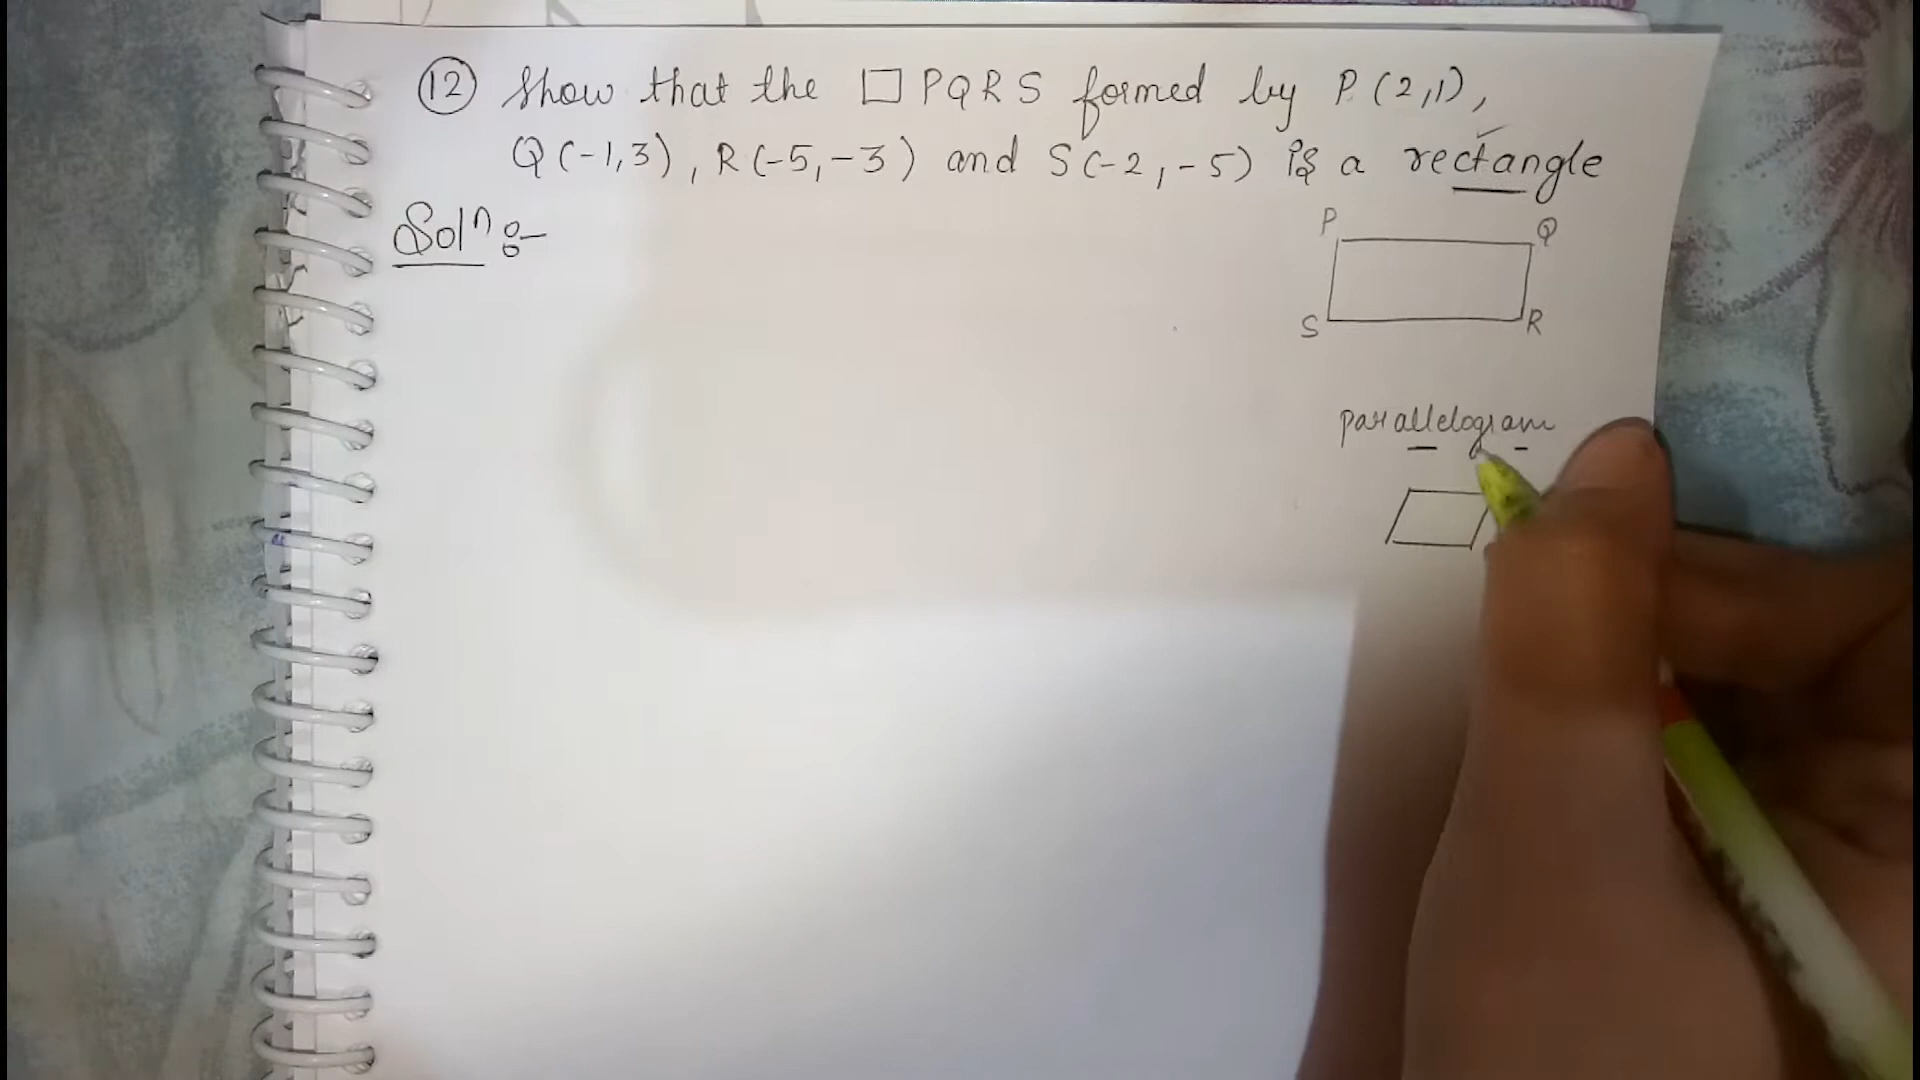 12 Show that the □ PQRS formed by P(2,1),
Q(-1,3), R(-5,-3) and S(-2,-5) is a rectangle
Solⁿ:-
P Q
S R
parallelogram